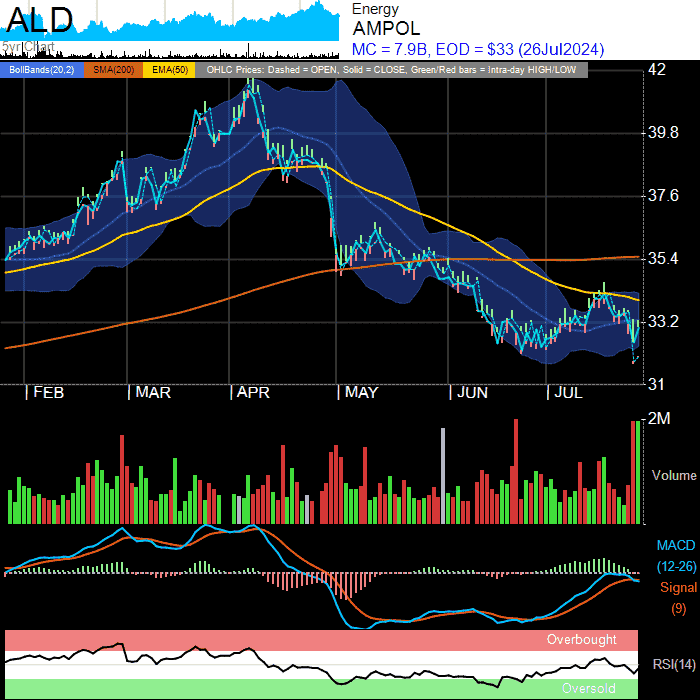 ALD
5yr Chart
Energy
AMPOL
MC = 7.9B, EOD = $33 (26Jul2024)
BollBands(20,2) SMA(200) EMA(50) OHLC Prices: Dashed = OPEN, Solid = CLOSE, Green/Red bars = Intra-day HIGH/LOW
42
39.8
37.6
35.4
33.2
31
FEB MAR APR MAY JUN JUL
2M
Volume
MACD
(12-26)
Signal
(9)
Overbought
RSI(14)
Oversold